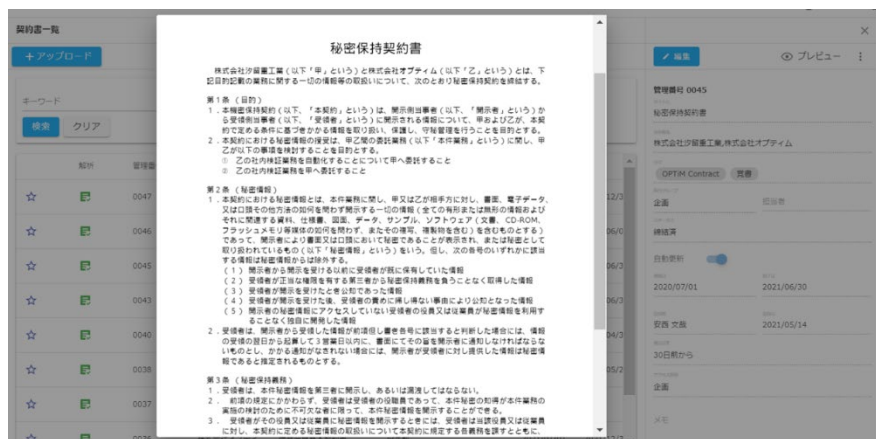 契約書一覧
×
+ アップロード
編集
プレビュー
キーワード
検索 クリア
解析 管理番
0047
0046
0045
0043
0040
0038
0037
秘密保持契約書
株式会社汐留重工業(以下「甲」という)と株式会社オプティム(以下「乙」という)とは、下
記目的記載の業務に関する一切の情報等の取扱いについて、次のとおり秘密保持契約を締結する。
第1条 (目的)
1.本機密保持契約(以下、「本契約」という)は、開示側当事者(以下、「開示者」という)か
ら受領側当事者(以下、「受領者」という)に開示される情報について、甲および乙が、本契
約で定める条件に基づきかかる情報を取り扱い、保護し、守秘管理を行うことを目的とする。
2.本契約における秘密情報の授受は、甲乙間の委託業務(以下「本件業務」という)に関し、甲
乙が以下の事項を検討することを目的とする。
① 乙の社内検証業務を自動化することについて甲へ委託すること
② 乙の社内検証業務を甲へ委託すること
第2条 (秘密情報)
1.本契約における秘密情報とは、本件業務に関し、甲又は乙が相手方に対し、書面、電子データ、
又は口頭その他方法の如何を問わず開示する一切の情報(全ての有形または無形の情報および
それに関連する資料、仕様書、図面、データ、サンプル、ソフトウェア(文書、CD-ROM、
フラッシュメモリ等媒体の如何を問わず、またその複写、複製物を含む)を含むものとする)
であって、開示者により書面又は口頭において秘密であることが表示され、または秘密として
取り扱われているもの(以下「秘密情報」という)をいう。但し、次の各号のいずれかに該当
する情報は秘密情報からは除外する。
(1) 開示者から開示を受ける以前に受領者が既に保有していた情報
(2) 受領者が正当な権限を有する第三者から秘密保持義務を負うことなく取得した情報
(3) 受領者が開示を受けたとき公知であった情報
(4) 受領者が開示を受けた後、受領者の責めに帰し得ない事由により公知となった情報
(5) 開示者の秘密情報にアクセスしていない受領者の役員又は従業員が秘密情報を利用す
ることなく独自に開発した情報
2.受領者は、開示者から受領した情報が前項但し書き各号に該当すると判断した場合には、情報
の受領の翌日から起算して3営業日以内に、書面にてその旨を開示者に通知しなければならな
いものとし、かかる通知がなされない場合には、開示者が受領者に対し提供した情報は秘密情
報であると推定されるものとする。
第3条 (秘密保持義務)
1.受領者は、本件秘密情報を第三者に開示し、あるいは漏洩してはならない。
2. 前項の規定にかかわらず、受領者は受領者の役職員であって、本件秘密の知得が本件業務の
実施の検討のために不可欠な者に限って、本件秘密情報を開示することができる。
3. 受領者がその役員又は従業員に秘密情報を開示するときには、受領者は当該役員又は従業員
に対し、本契約に定める秘密情報の取扱いについて本契約に規定する各義務を課すとともに、
管理番号 0045
秘密保持契約書
株式会社汐留重工業,株式会社オプティム
OPTiM Contract 覚書
企画 担当者
締結済
自動更新
2020/07/01 2021/06/30
安西 文哉 2021/05/14
30日前から
企画
メモ